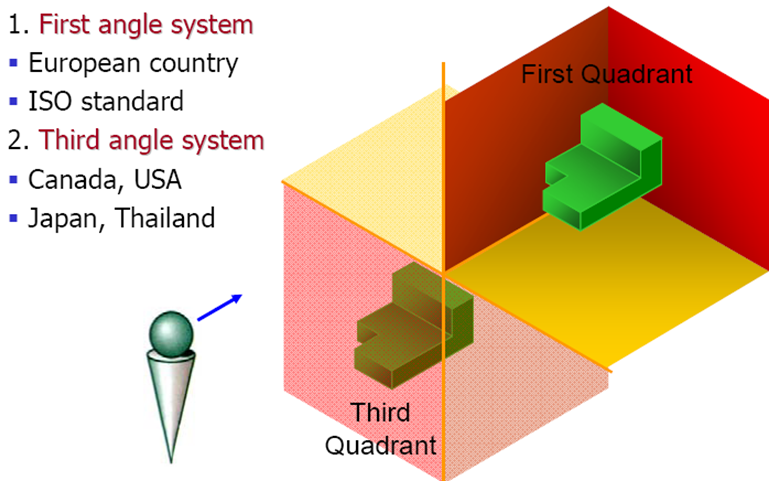 1. First angle system
▪ European country
▪ ISO standard
2. Third angle system
▪ Canada, USA
▪ Japan, Thailand
First Quadrant
Third
Quadrant